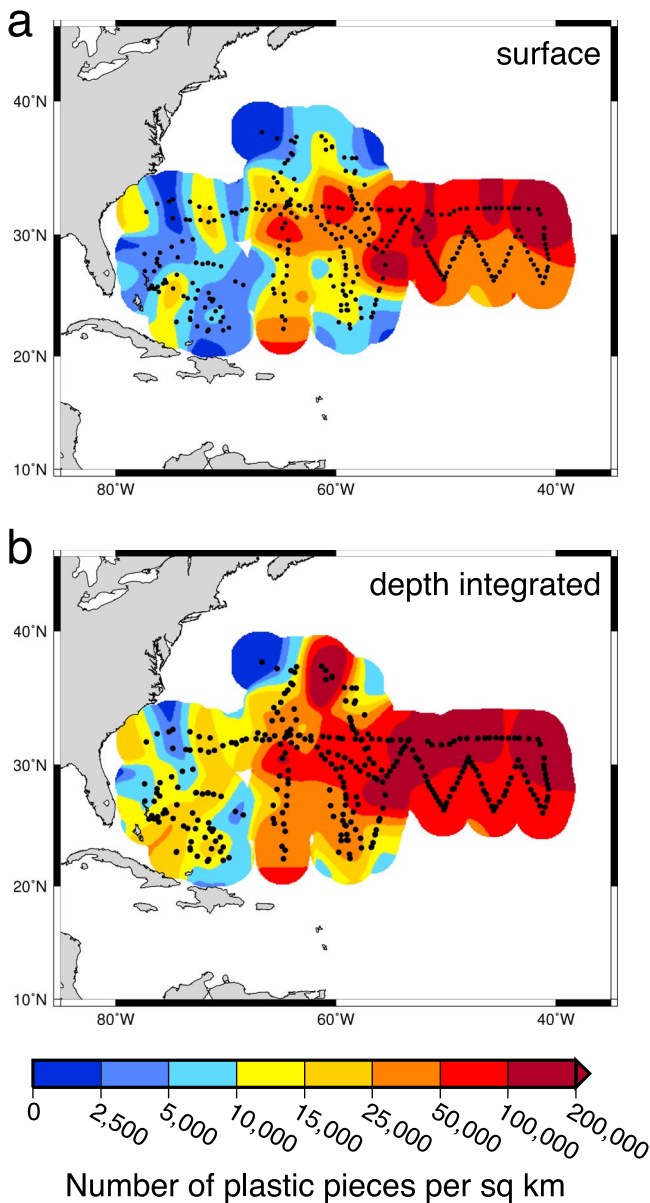 a
surface
40°N
30°N
20°N
10°N
80°W 60°W 40°W
b
depth integrated
40°N
30°N
20°N
10°N
80°W 60°W 40°W
0 2,500 5,000 10,000 15,000 25,000 50,000 100,000 200,000
Number of plastic pieces per sq km